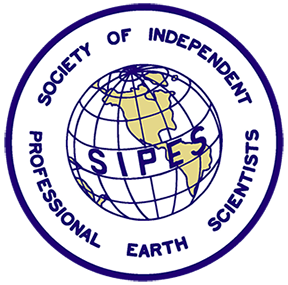 SOCIETY OF INDEPENDENT
SIPES
PROFESSIONAL EARTH SCIENTISTS